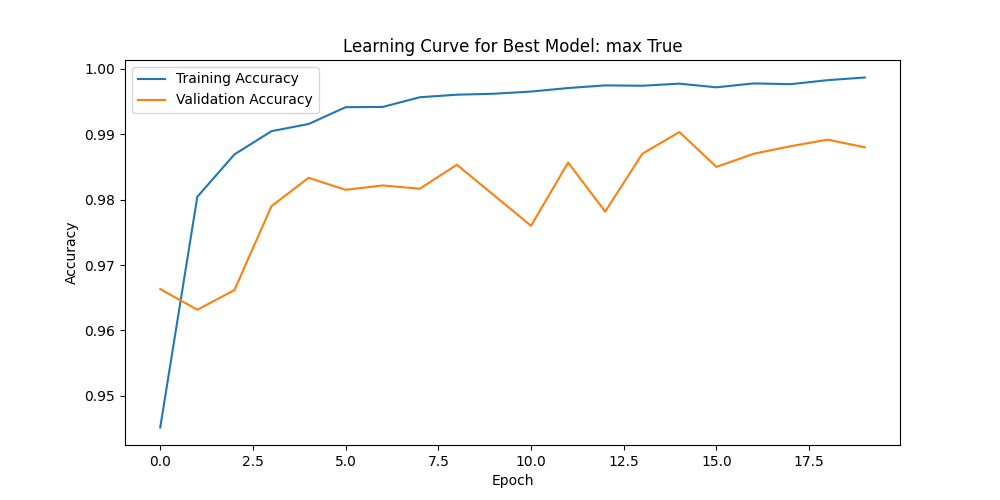 Learning Curve for Best Model: max True
Training Accuracy
Validation Accuracy
Accuracy
1.00
0.99
0.98
0.97
0.96
0.95
0.0 2.5 5.0 7.5 10.0 12.5 15.0 17.5
Epoch